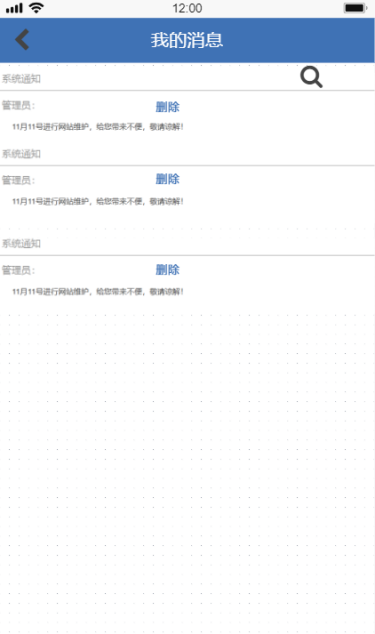 12:00
我的消息
系统通知
管理员： 删除
11月11号进行网站维护，给您带来不便，敬请谅解！
系统通知
管理员： 删除
11月11号进行网站维护，给您带来不便，敬请谅解！
系统通知
管理员： 删除
11月11号进行网站维护，给您带来不便，敬请谅解！